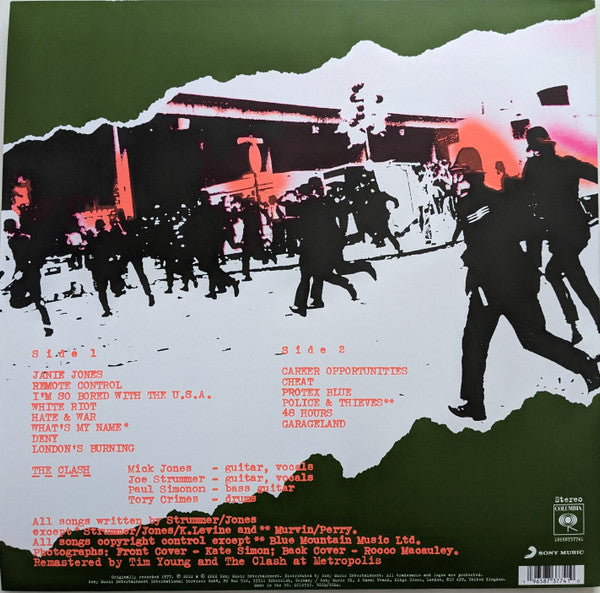 Side 1
JANIE JONES
REMOTE CONTROL
I'M SO BORED WITH THE U.S.A.
WHITE RIOT
HATE & WAR
WHAT'S MY NAME*
DENY
LONDON'S BURNING
Side 2
CAREER OPPORTUNITIES
CHEAT
PROTEX BLUE
POLICE & THIEVES**
48 HOURS
GARAGELAND
THE CLASH Mick Jones - guitar, vocals
Joe Strummer - guitar, vocals
Paul Simonon - bass guitar
Tory Crimes - drums
All songs written by Strummer/Jones
except * Strummer/Jones/K.Levine and ** Murvin/Perry.
All songs copyright control except ** Blue Mountain Music Ltd.
Photographs: Front Cover - Kate Simon; Back Cover - Rocco Macauley.
Remastered by Tim Young and The Clash at Metropolis
Stereo
COLUMBIA
19658737741
SONY MUSIC
Originally recorded 1977.